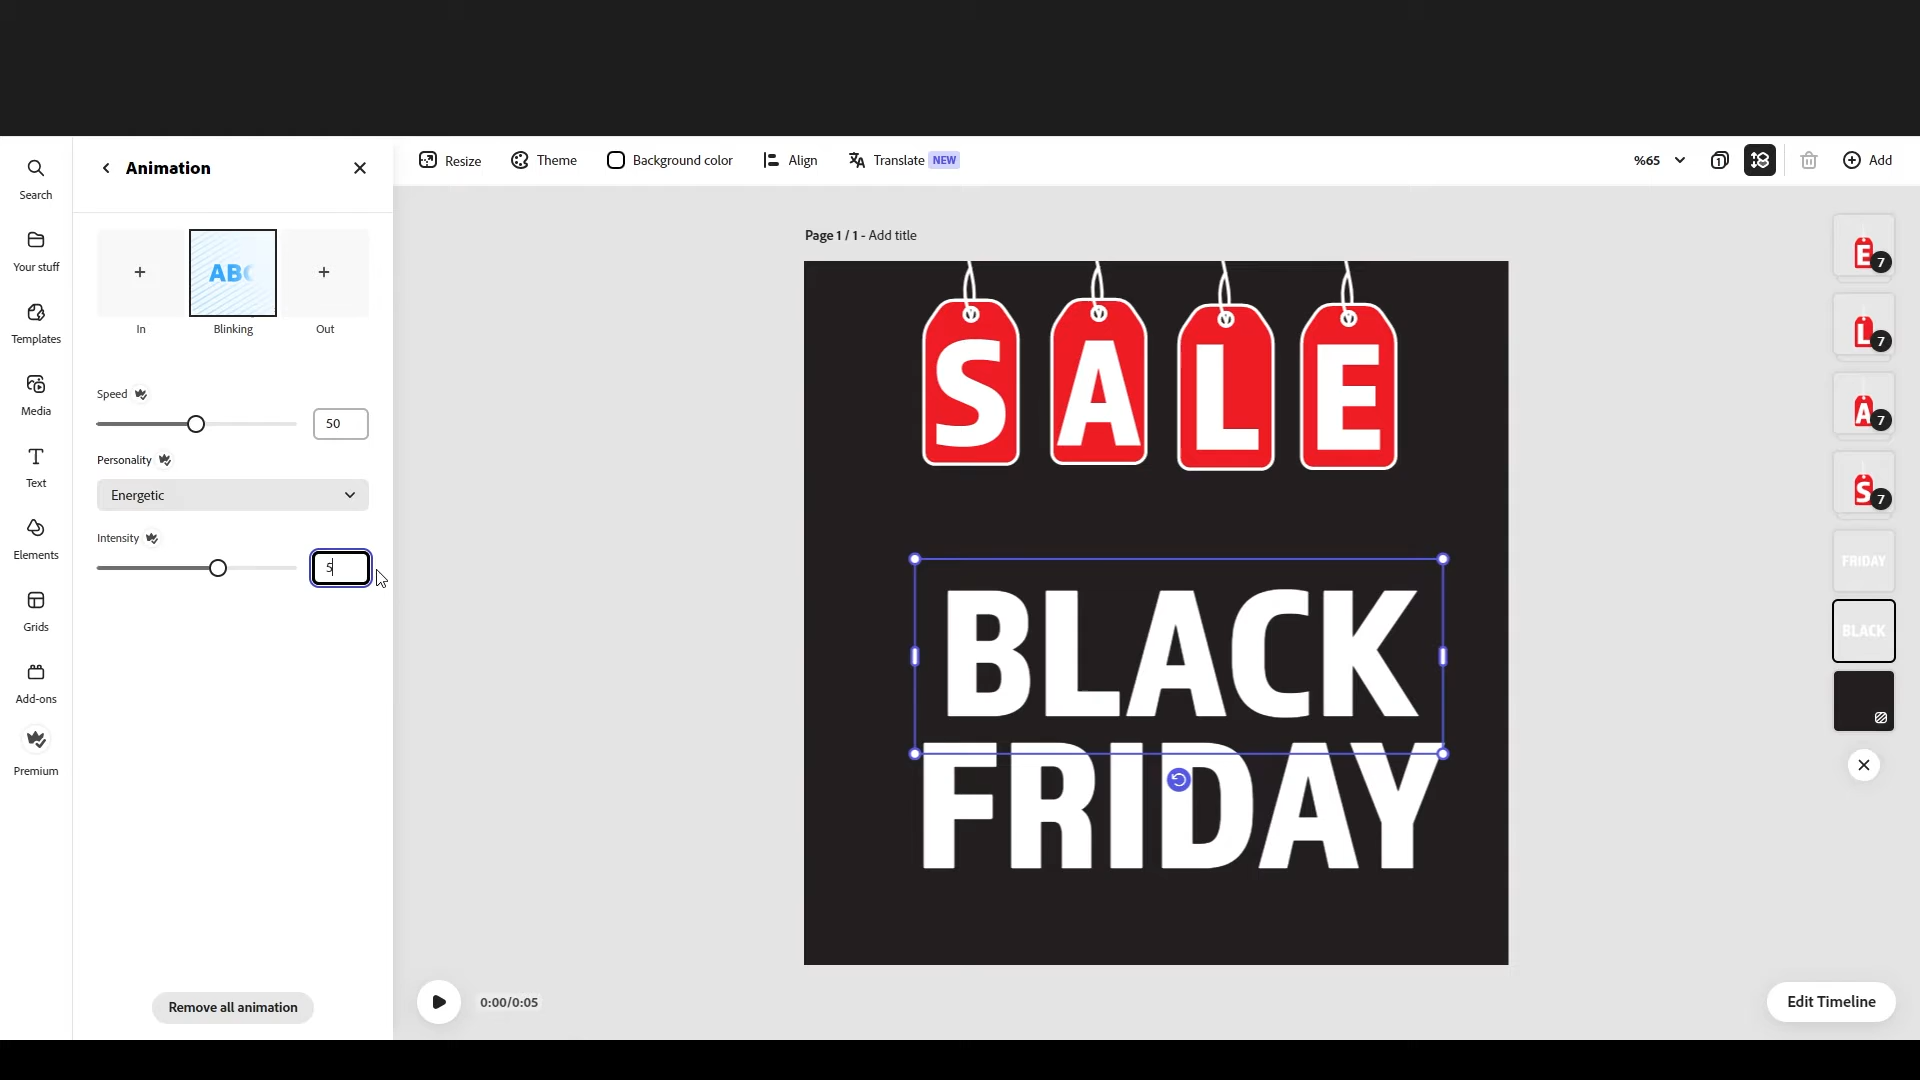 Search
Your stuff
Templates
Media
Text
Elements
Grids
Add-ons
Premium
Animation
ABC
In
Blinking
Out
Speed
50
Personality
Energetic
Intensity
5
Remove all animation
Resize
Theme
Background color
Align
Translate NEW
%65
1
Add
Page 1 / 1 - Add title
SALE
BLACK
FRIDAY
0:00/0:05
E 7
L 7
A 7
S 7
FRIDAY
BLACK
Edit Timeline